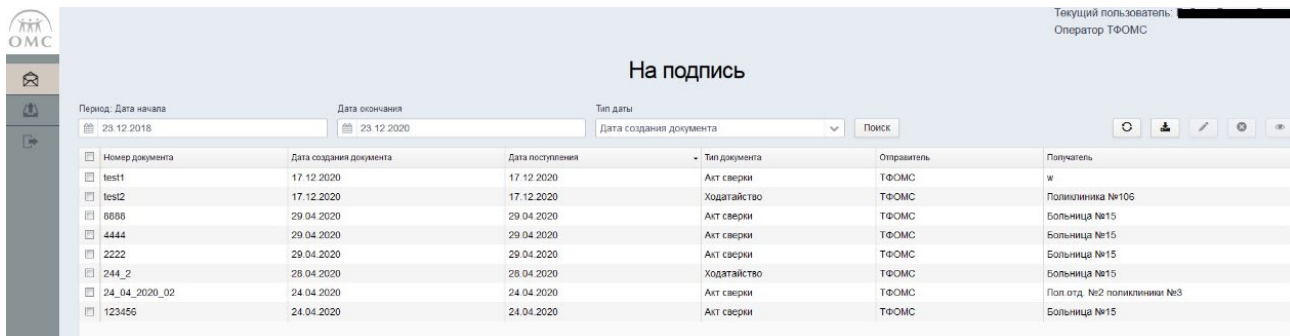 Текущий пользователь:
Оператор ТФОМС
ОМС
На подпись
Период: Дата начала Дата окончания Тип даты
23.12.2018 23.12.2020 Дата создания документа Поиск
Номер документа Дата создания документа Дата поступления Тип документа Отправитель Получатель
test1 17.12.2020 17.12.2020 Акт сверки ТФОМС w
test2 17.12.2020 17.12.2020 Ходатайство ТФОМС Поликлиника №106
8888 29.04.2020 29.04.2020 Акт сверки ТФОМС Больница №15
4444 29.04.2020 29.04.2020 Акт сверки ТФОМС Больница №15
2222 29.04.2020 29.04.2020 Акт сверки ТФОМС Больница №15
244_2 28.04.2020 28.04.2020 Ходатайство ТФОМС Больница №15
24_04_2020_02 24.04.2020 24.04.2020 Акт сверки ТФОМС Пол.отд. №2 поликлиники №3
123456 24.04.2020 24.04.2020 Акт сверки ТФОМС Больница №15